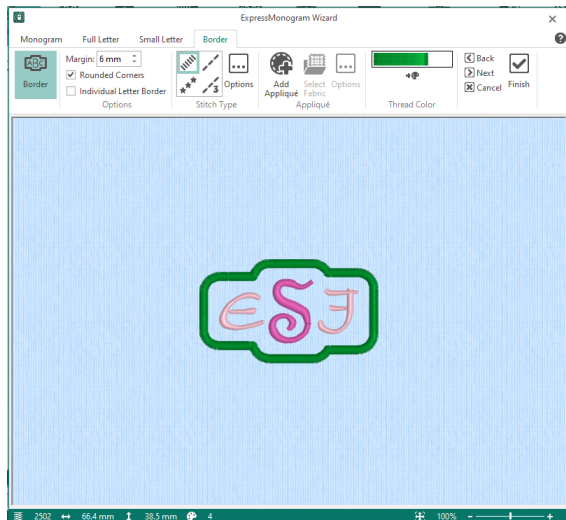 ExpressMonogram Wizard
Monogram Full Letter Small Letter Border
ABC
Border
Margin: 6 mm
Rounded Corners
Individual Letter Border
Options
3
Options
Stitch Type
Add Appliqué
Select Fabric
Options
Appliqué
Thread Color
Back
Next
Cancel
Finish
E S J
2502 66.4 mm 38.5 mm 4 100%